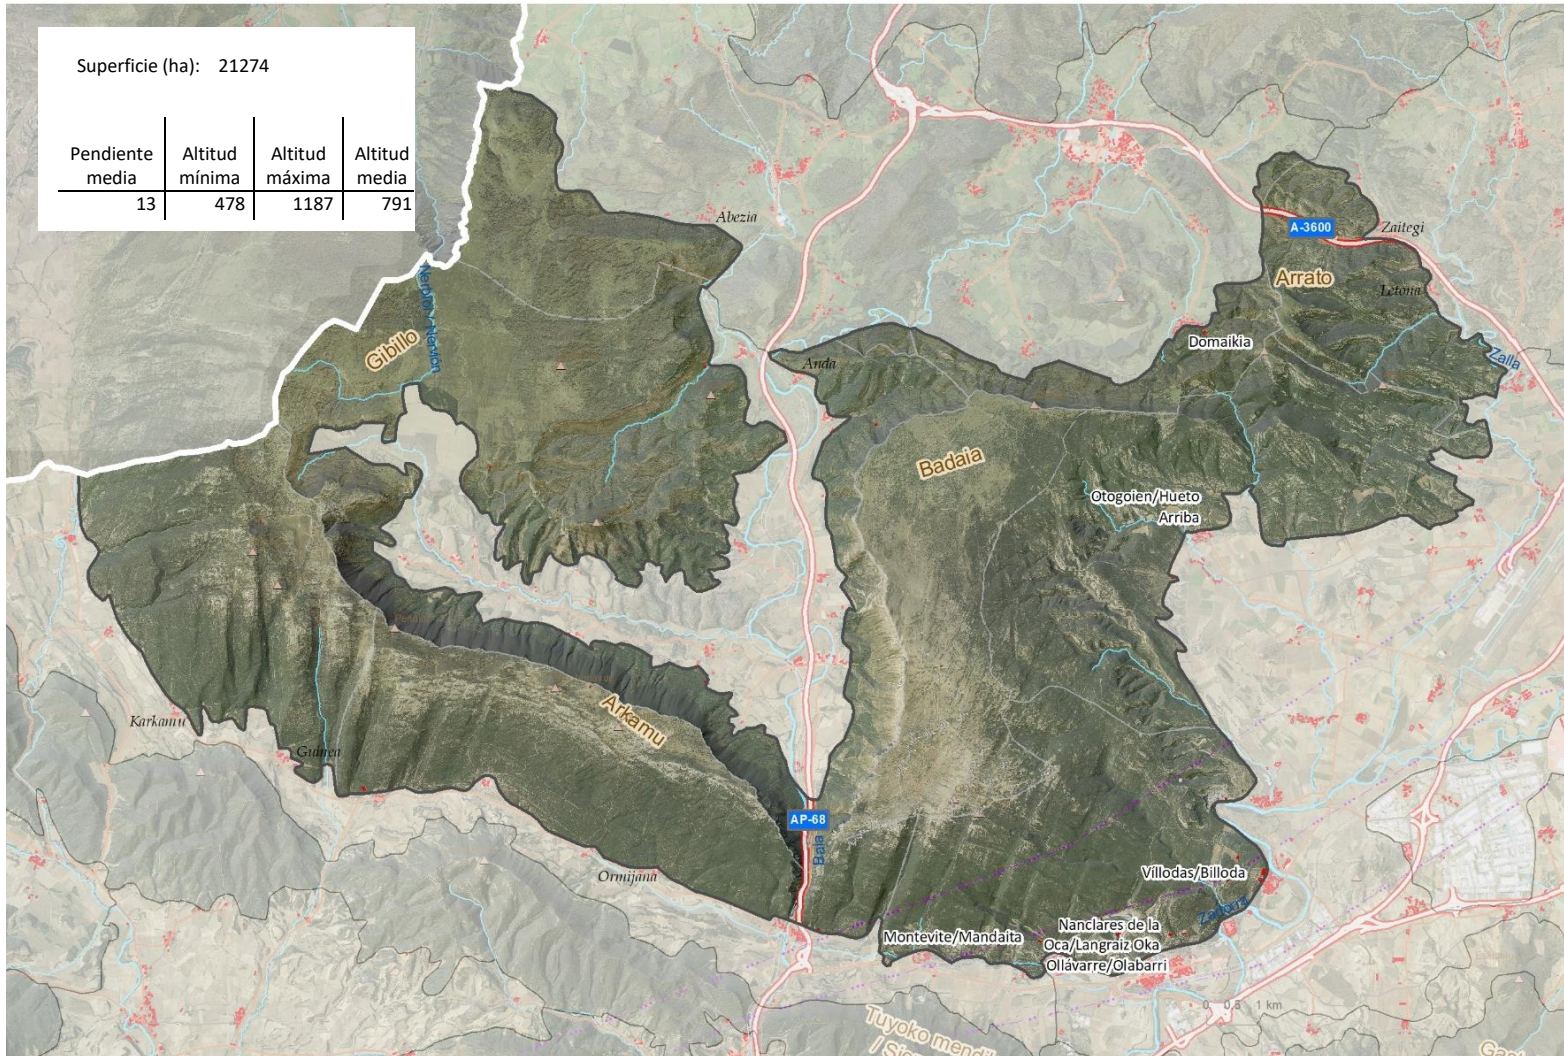 Superficie (ha): 21274
Pendiente media
Altitud mínima
Altitud máxima
Altitud media
13 478 1187 791
Abezia
A-3600
Zaitegi
Arrato
Letona
Nerbioi / Nervión
Gibillo
Domaikia
Zalla
Anda
Badaia
Otogoien/Hueto
Arriba
Karkamu
Arkamu
Guinea
AP-68
Baia
Ormijana
Víllodas/Billoda
Zadorra
Nanclares de la
Oca/Langraiz Oka
Montevite/Mandaita
Ollávarre/Olabarri
0 0,5 1 km
Tuyoko mendi